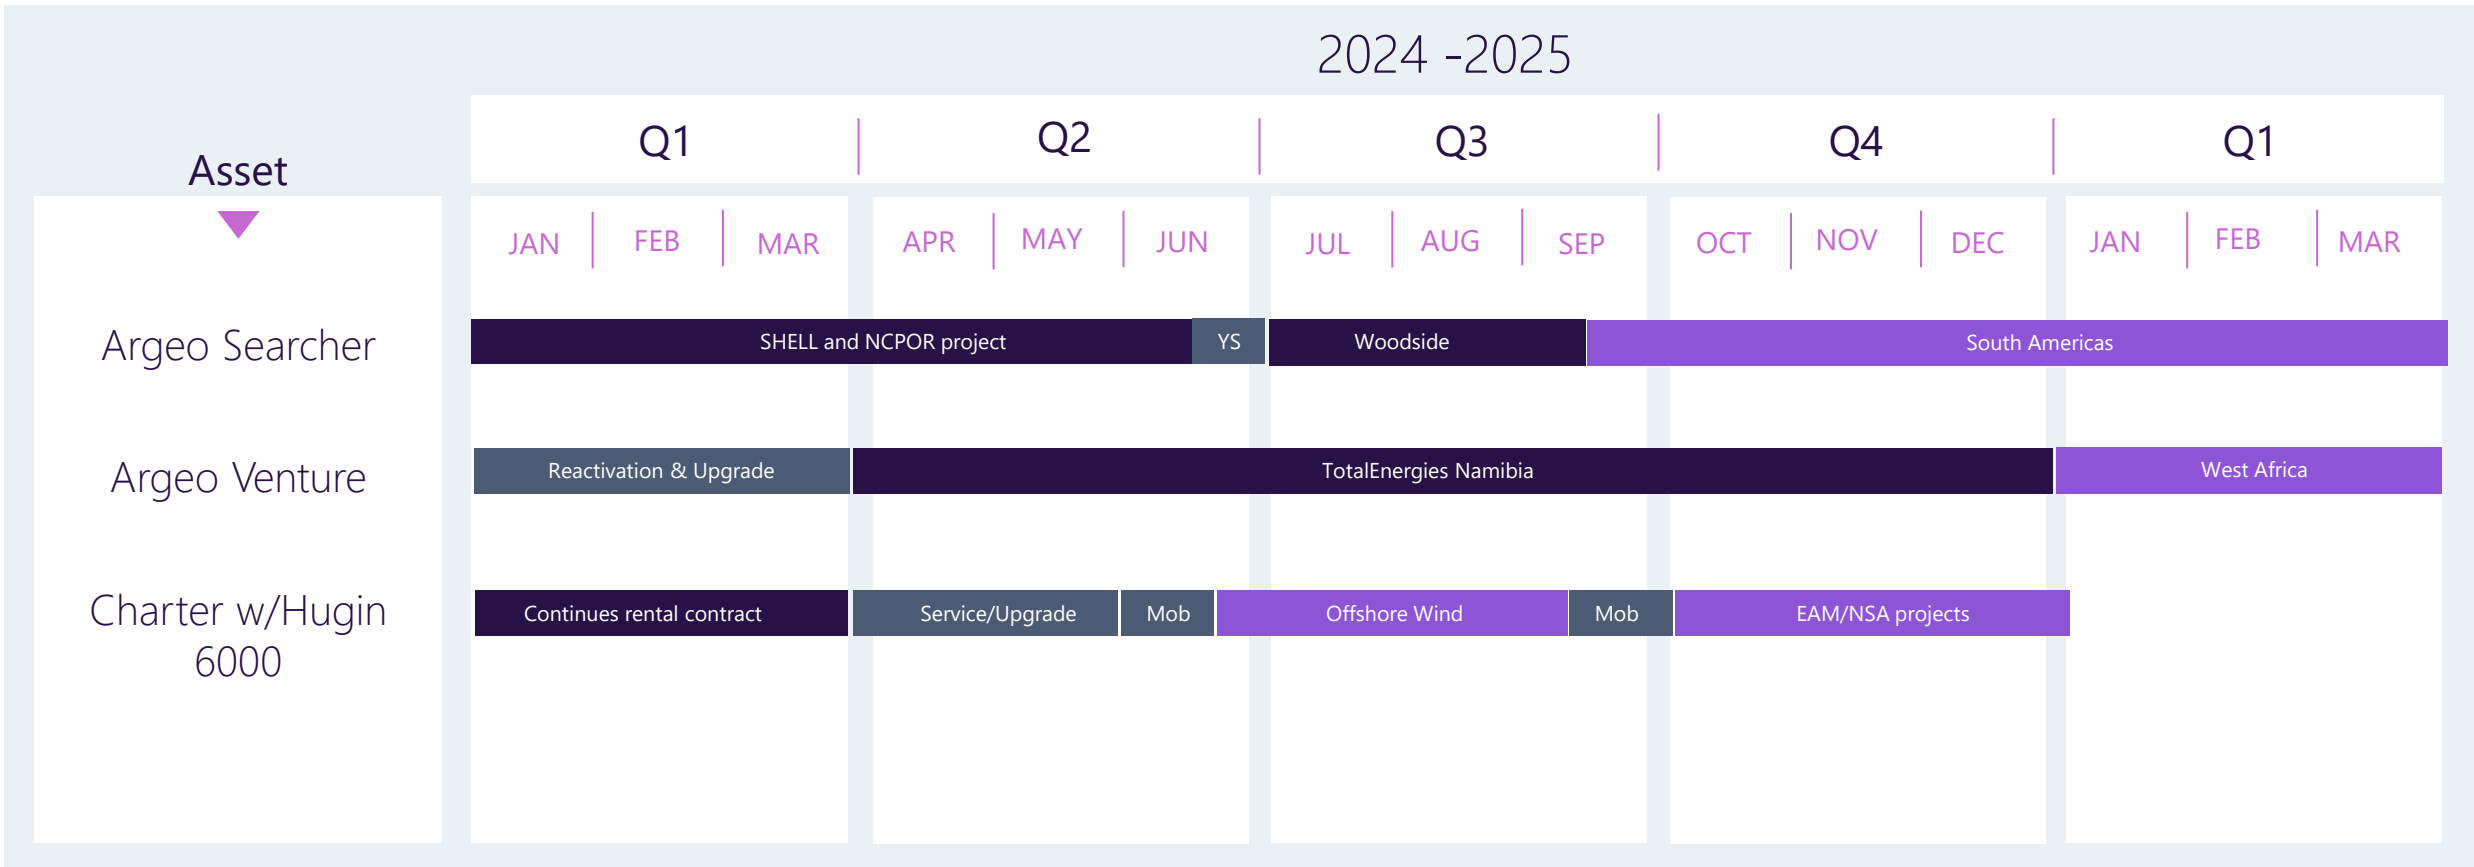 2024 -2025
Q1
Q2
Q3
Q4
Q1
Asset
JAN
FEB
MAR
APR
MAY
JUN
JUL
AUG
SEP
OCT
NOV
DEC
JAN
FEB
MAR
Argeo Searcher
SHELL and NCPOR project
YS
Woodside
South Americas
Argeo Venture
Reactivation & Upgrade
TotalEnergies Namibia
West Africa
Charter w/Hugin
6000
Continues rental contract
Service/Upgrade
Mob
Offshore Wind
Mob
EAM/NSA projects